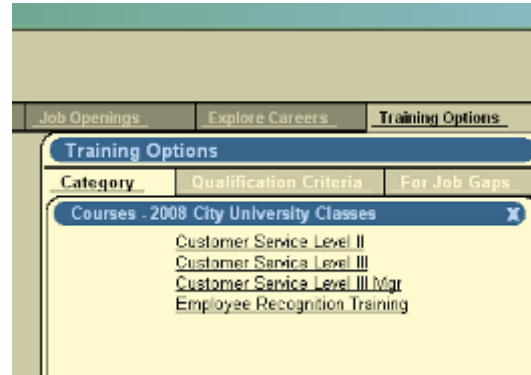 Job Openings Explore Careers Training Options
Training Options
Category Qualification Criteria For Job Gaps
Courses - 2008 City University Classes X
Customer Service Level II
Customer Service Level III
Customer Service Level III Mgr
Employee Recognition Training